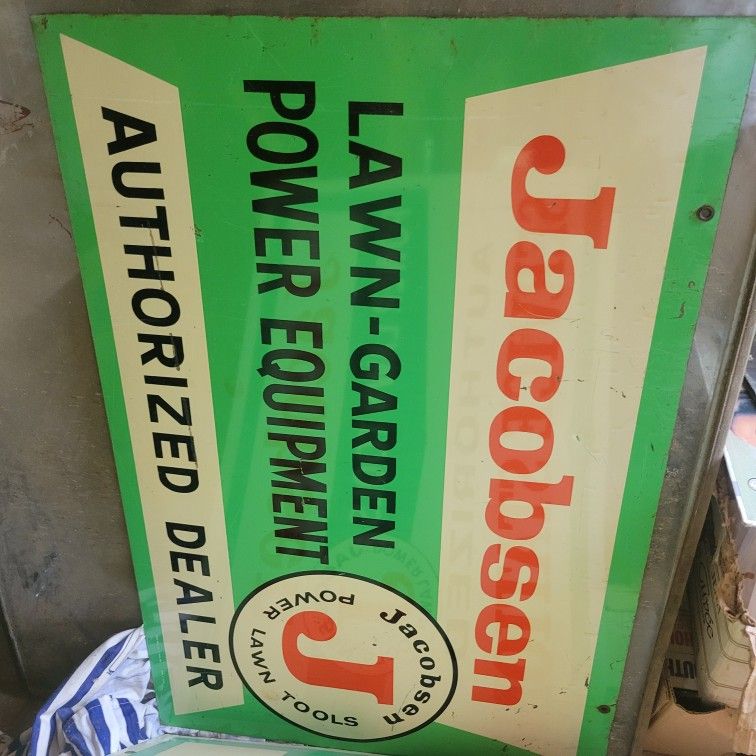 Jacobsen
LAWN-GARDEN
POWER EQUIPMENT
Jacobsen
J
POWER LAWN TOOLS
AUTHORIZED DEALER